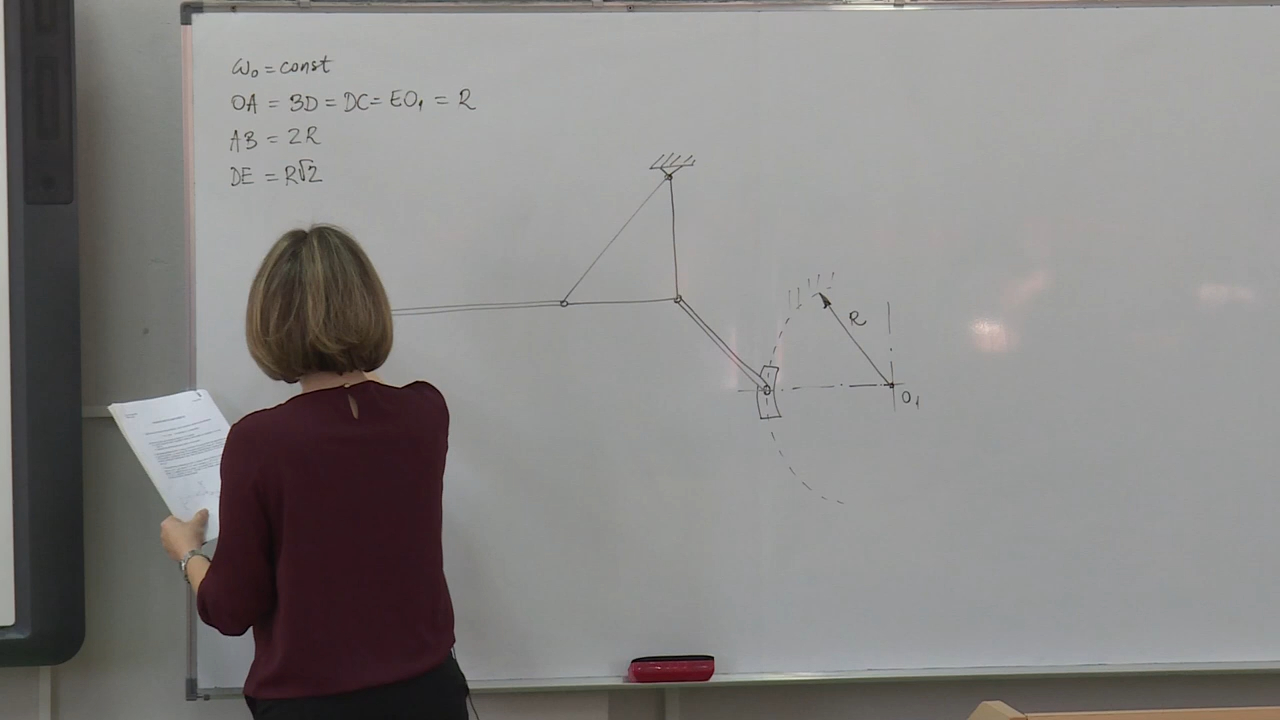 ω₀ = const
OA = BD = DC = EO₁ = R
AB = 2R
DE = R√2
R
O₁